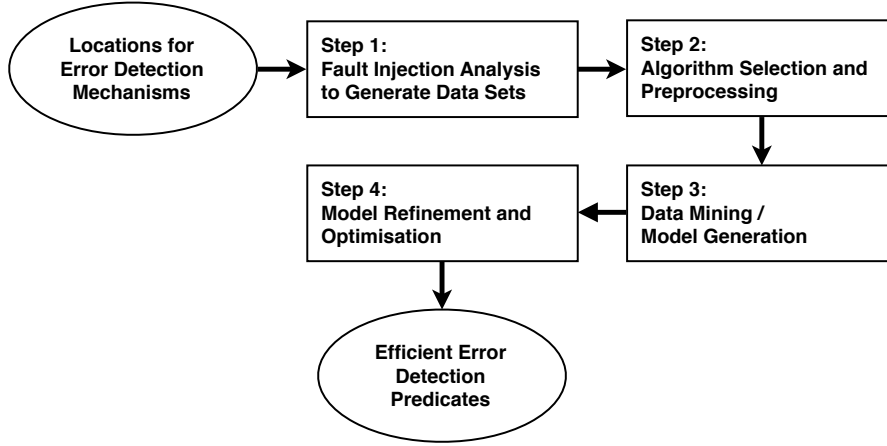 Locations for
Error Detection
Mechanisms
Step 1:
Fault Injection Analysis
to Generate Data Sets
Step 2:
Algorithm Selection and
Preprocessing
Step 3:
Data Mining /
Model Generation
Step 4:
Model Refinement and
Optimisation
Efficient Error
Detection
Predicates